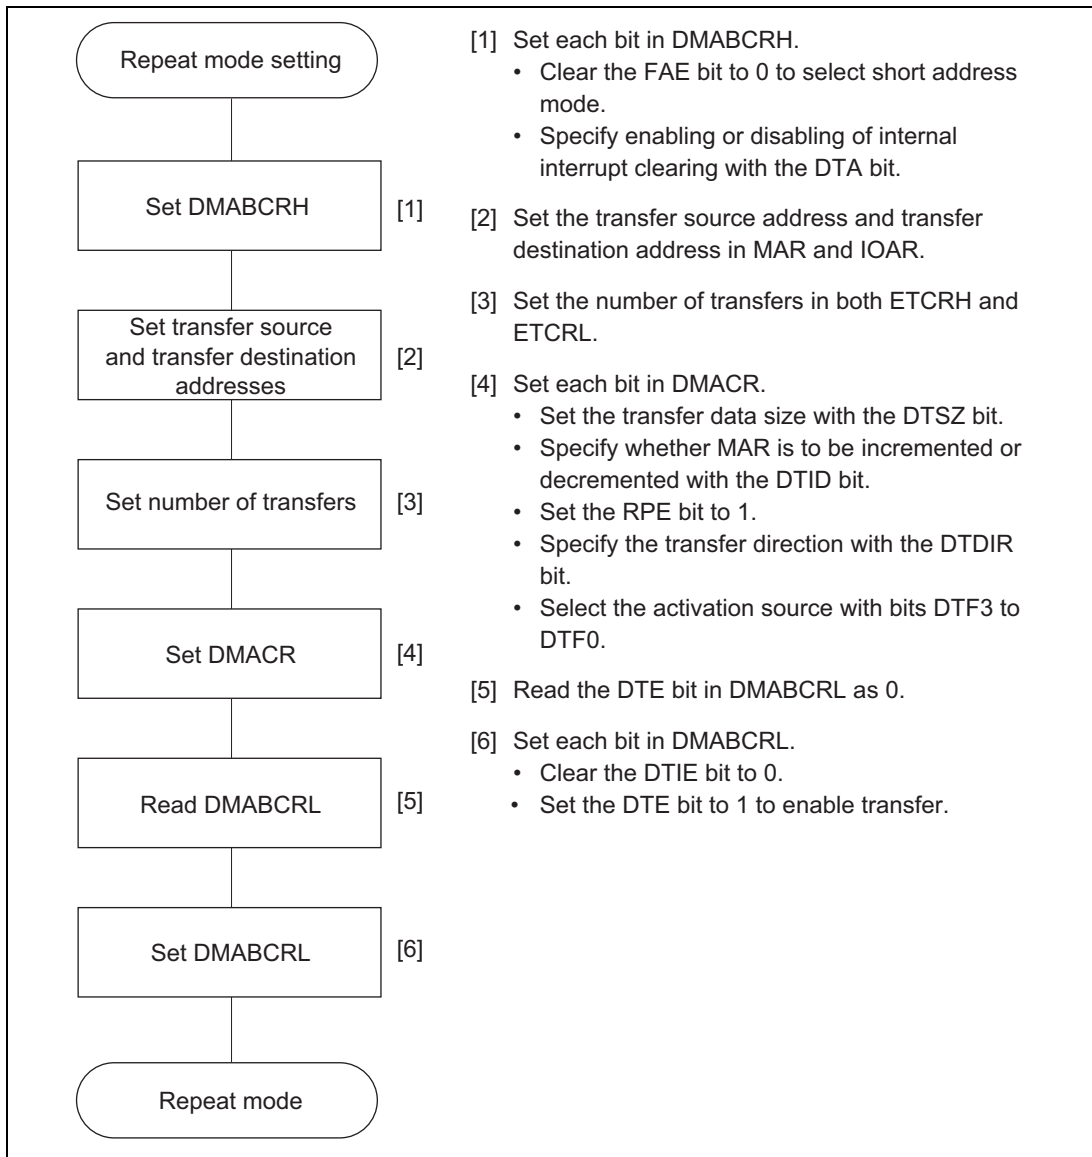 Repeat mode setting
Set DMABCRH
[1]
Set transfer source
and transfer destination
addresses
[2]
Set number of transfers
[3]
Set DMACR
[4]
Read DMABCRL
[5]
Set DMABCRL
[6]
Repeat mode
[1] Set each bit in DMABCRH.
• Clear the FAE bit to 0 to select short address
mode.
• Specify enabling or disabling of internal
interrupt clearing with the DTA bit.
[2] Set the transfer source address and transfer
destination address in MAR and IOAR.
[3] Set the number of transfers in both ETCRH and
ETCRL.
[4] Set each bit in DMACR.
• Set the transfer data size with the DTSZ bit.
• Specify whether MAR is to be incremented or
decremented with the DTID bit.
• Set the RPE bit to 1.
• Specify the transfer direction with the DTDIR
bit.
• Select the activation source with bits DTF3 to
DTF0.
[5] Read the DTE bit in DMABCRL as 0.
[6] Set each bit in DMABCRL.
• Clear the DTIE bit to 0.
• Set the DTE bit to 1 to enable transfer.